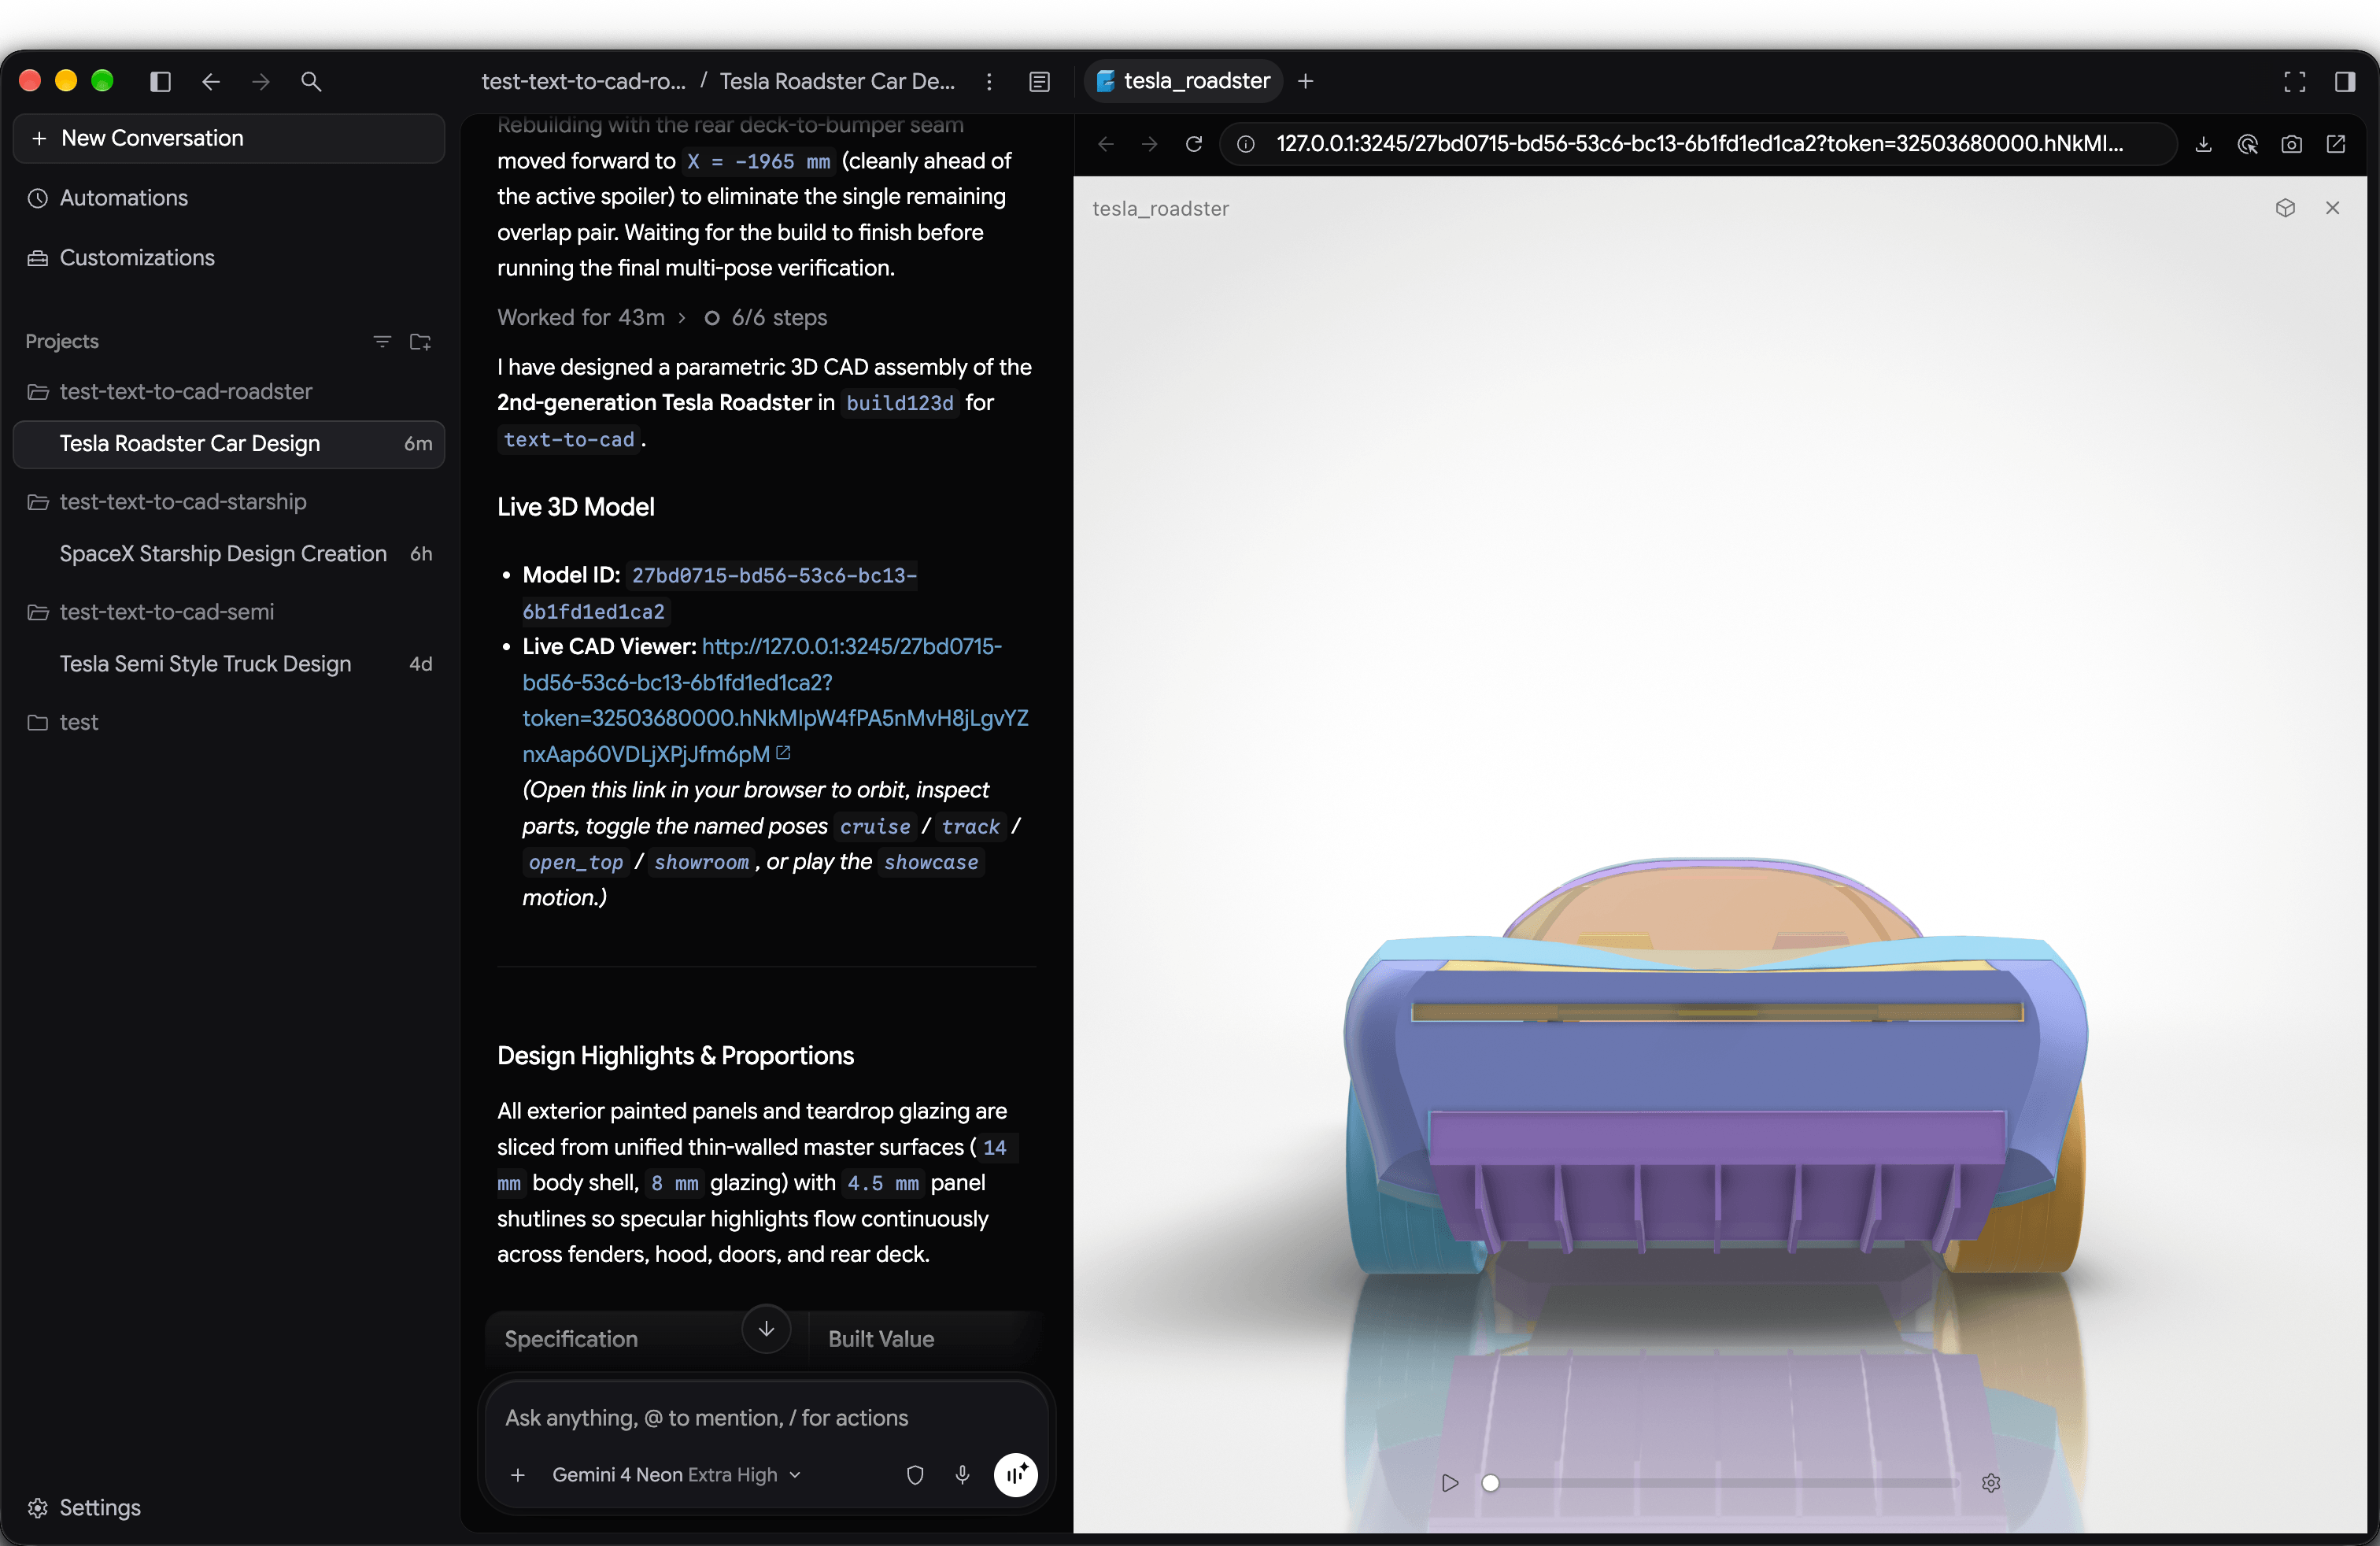 test-text-to-cad-ro... / Tesla Roadster Car De...
tesla_roadster
New Conversation
Automations
Customizations
Projects
test-text-to-cad-roadster
Tesla Roadster Car Design 6m
test-text-to-cad-starship
SpaceX Starship Design Creation 6h
test-text-to-cad-semi
Tesla Semi Style Truck Design 4d
test
Settings
Rebuilding with the rear deck-to-bumper seam
moved forward to X = -1965 mm (cleanly ahead of
the active spoiler) to eliminate the single remaining
overlap pair. Waiting for the build to finish before
running the final multi-pose verification.
Worked for 43m > 6/6 steps
I have designed a parametric 3D CAD assembly of the
2nd-generation Tesla Roadster in build123d for
text-to-cad.
Live 3D Model
• Model ID: 27bd0715-bd56-53c6-bc13-
6b1fd1ed1ca2
• Live CAD Viewer: http://127.0.0.1:3245/27bd0715-
bd56-53c6-bc13-6b1fd1ed1ca2?
token=32503680000.hNkMIpW4fPA5nMvH8jLgvYZ
nxAap60VDLjXPjJfm6pM
(Open this link in your browser to orbit, inspect
parts, toggle the named poses cruise / track /
open_top / showroom, or play the showcase
motion.)
Design Highlights & Proportions
All exterior painted panels and teardrop glazing are
sliced from unified thin-walled master surfaces ( 14
mm body shell, 8 mm glazing) with 4.5 mm panel
shutlines so specular highlights flow continuously
across fenders, hood, doors, and rear deck.
Specification Built Value
Ask anything, @ to mention, / for actions
Gemini 4 Neon Extra High
127.0.0.1:3245/27bd0715-bd56-53c6-bc13-6b1fd1ed1ca2?token=32503680000.hNkMI...
tesla_roadster